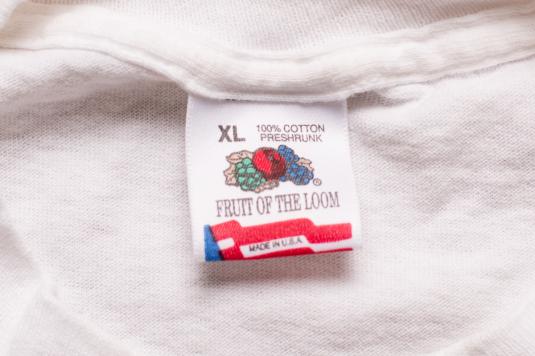 XL 100% COTTON
PRESHRUNK
®
FRUIT OF THE LOOM
MADE IN U.S.A.